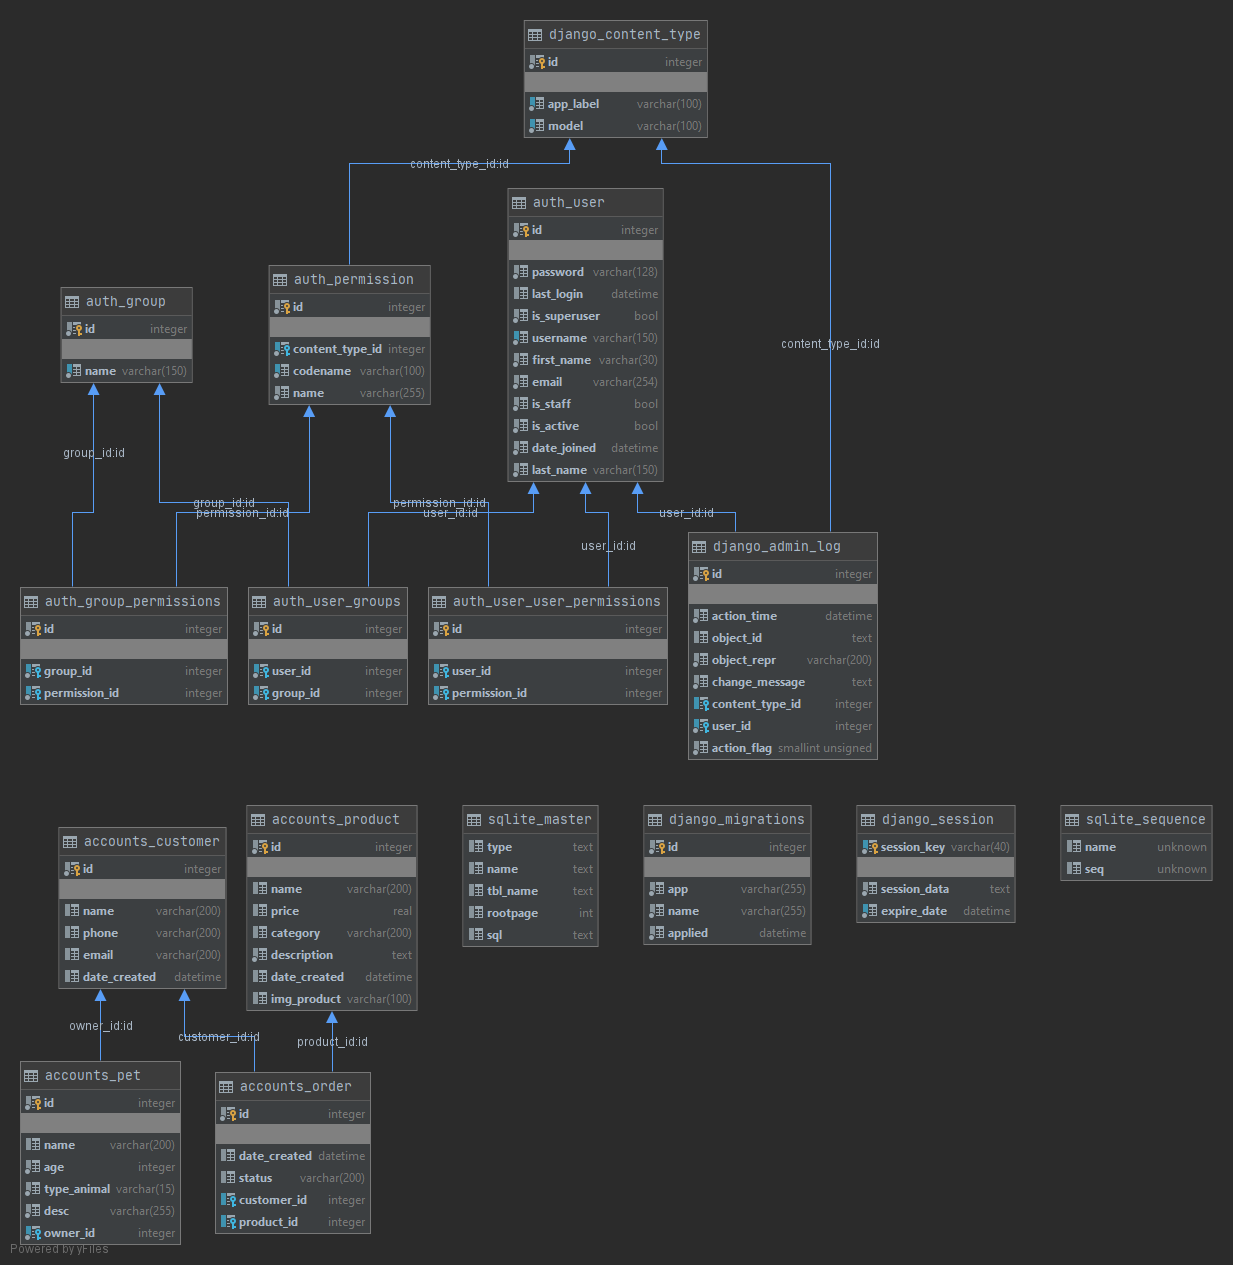 django_content_type
id integer
app_label varchar(100)
model varchar(100)
content_type_id:id
auth_user
id integer
password varchar(128)
last_login datetime
is_superuser bool
username varchar(150)
first_name varchar(30)
email varchar(254)
is_staff bool
is_active bool
date_joined datetime
last_name varchar(150)
auth_permission
id integer
content_type_id integer
codename varchar(100)
name varchar(255)
auth_group
id integer
name varchar(150)
content_type_id:id
group_id:id
group_id:id
permission_id:id
permission_id:id
user_id:id
user_id:id
user_id:id
django_admin_log
id integer
action_time datetime
object_id text
object_repr varchar(200)
change_message text
content_type_id integer
user_id integer
action_flag smallint unsigned
auth_group_permissions
id integer
group_id integer
permission_id integer
auth_user_groups
id integer
user_id integer
group_id integer
auth_user_user_permissions
id integer
user_id integer
permission_id integer
accounts_customer
id integer
name varchar(200)
phone varchar(200)
email varchar(200)
date_created datetime
accounts_product
id integer
name varchar(200)
price real
category varchar(200)
description text
date_created datetime
img_product varchar(100)
sqlite_master
type text
name text
tbl_name text
rootpage int
sql text
django_migrations
id integer
app varchar(255)
name varchar(255)
applied datetime
django_session
session_key varchar(40)
session_data text
expire_date datetime
sqlite_sequence
name unknown
seq unknown
owner_id:id
customer_id:id
product_id:id
accounts_pet
id integer
name varchar(200)
age integer
type_animal varchar(15)
desc varchar(255)
owner_id integer
accounts_order
id integer
date_created datetime
status varchar(200)
customer_id integer
product_id integer
Powered by yFiles